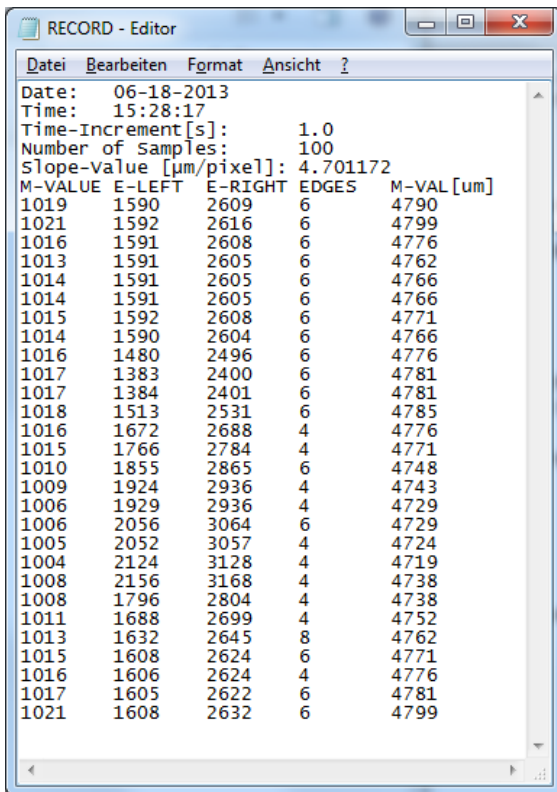 RECORD - Editor
Datei Bearbeiten Format Ansicht ?
Date: 06-18-2013
Time: 15:28:17
Time-Increment[s]: 1.0
Number of Samples: 100
Slope-Value [µm/pixel]: 4.701172
M-VALUE E-LEFT E-RIGHT EDGES M-VAL[um]
1019 1590 2609 6 4790
1021 1592 2616 6 4799
1016 1591 2608 6 4776
1013 1591 2605 6 4762
1014 1591 2605 6 4766
1014 1591 2605 6 4766
1015 1592 2608 6 4771
1014 1590 2604 6 4766
1016 1480 2496 6 4776
1017 1383 2400 6 4781
1017 1384 2401 6 4781
1018 1513 2531 6 4785
1016 1672 2688 4 4776
1015 1766 2784 4 4771
1010 1855 2865 6 4748
1009 1924 2936 4 4743
1006 1929 2936 4 4729
1006 2056 3064 6 4729
1005 2052 3057 4 4724
1004 2124 3128 4 4719
1008 2156 3168 4 4738
1008 1796 2804 4 4738
1011 1688 2699 4 4752
1013 1632 2645 8 4762
1015 1608 2624 6 4771
1016 1606 2624 4 4776
1017 1605 2622 6 4781
1021 1608 2632 6 4799